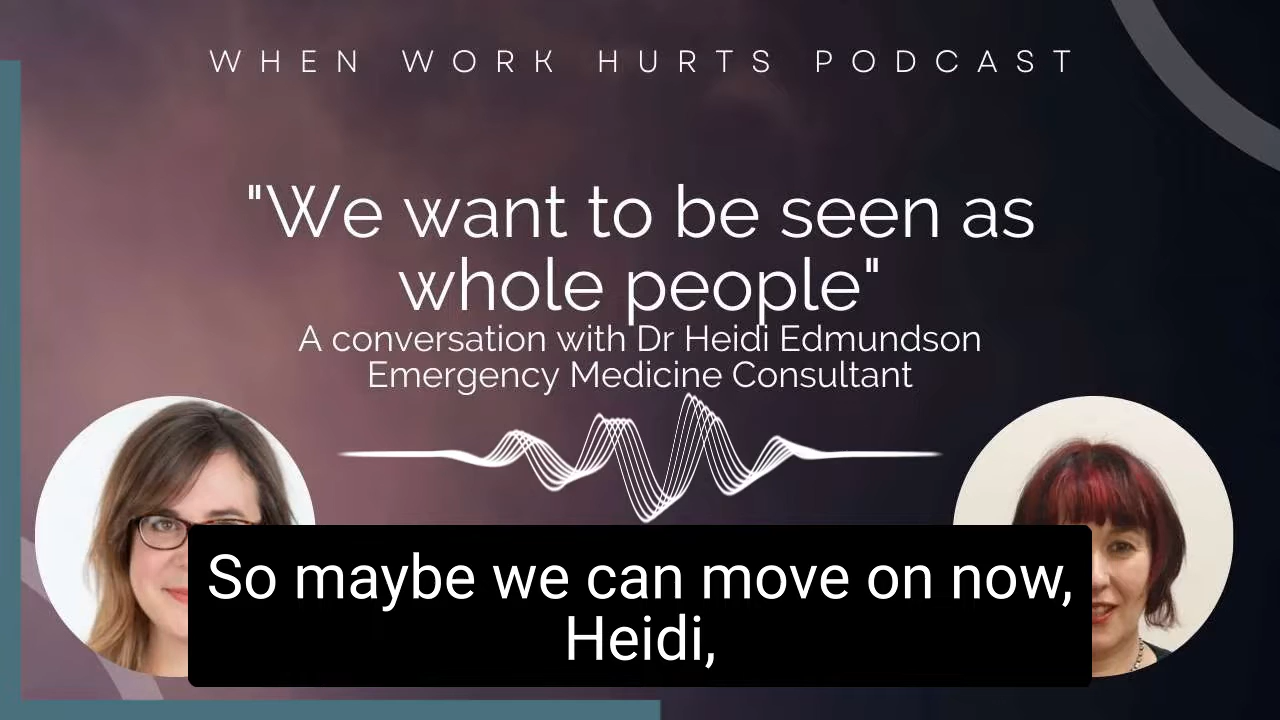 WHEN WORK HURTS PODCAST
"We want to be seen as
whole people"
A conversation with Dr Heidi Edmundson
Emergency Medicine Consultant
So maybe we can move on now,
Heidi,